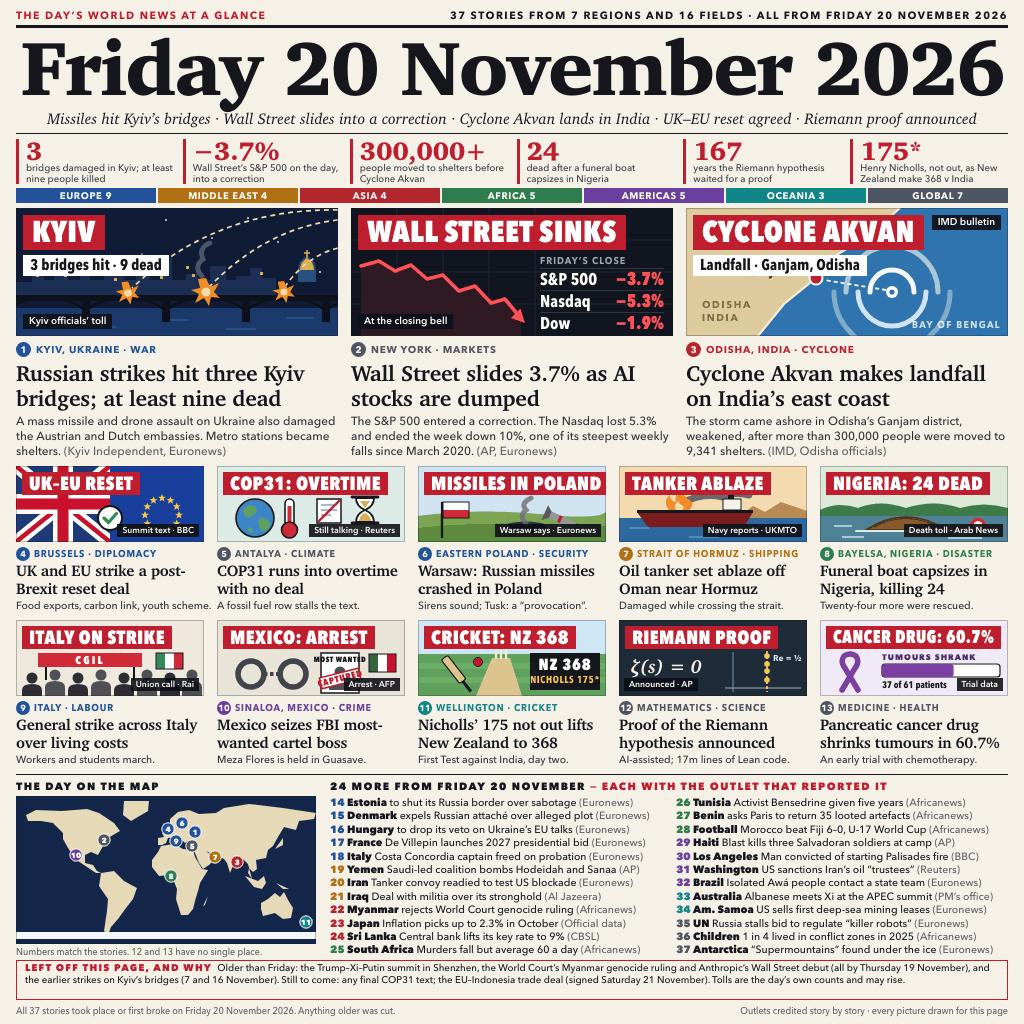 THE DAY'S WORLD NEWS AT A GLANCE
37 STORIES FROM 7 REGIONS AND 16 FIELDS · ALL FROM FRIDAY 20 NOVEMBER 2026
Friday 20 November 2026
Missiles hit Kyiv's bridges · Wall Street slides into a correction · Cyclone Akvan lands in India · UK–EU reset agreed · Riemann proof announced
3
bridges damaged in Kyiv; at least
nine people killed
−3.7%
Wall Street's S&P 500 on the day,
into a correction
300,000+
people moved to shelters before
Cyclone Akvan
24
dead after a funeral boat
capsizes in Nigeria
167
years the Riemann hypothesis
waited for a proof
175*
Henry Nicholls, not out, as New
Zealand make 368 v India
EUROPE 9
MIDDLE EAST 4
ASIA 4
AFRICA 5
AMERICAS 5
OCEANIA 3
GLOBAL 7
KYIV
3 bridges hit · 9 dead
Kyiv officials' toll
WALL STREET SINKS
FRIDAY'S CLOSE
S&P 500 −3.7%
Nasdaq −5.3%
Dow −1.9%
At the closing bell
CYCLONE AKVAN
IMD bulletin
Landfall · Ganjam, Odisha
ODISHA
INDIA
BAY OF BENGAL
1 KYIV, UKRAINE · WAR
Russian strikes hit three Kyiv
bridges; at least nine dead
A mass missile and drone assault on Ukraine also damaged
the Austrian and Dutch embassies. Metro stations became
shelters. (Kyiv Independent, Euronews)
2 NEW YORK · MARKETS
Wall Street slides 3.7% as AI
stocks are dumped
The S&P 500 entered a correction. The Nasdaq lost 5.3%
and ended the week down 10%, one of its steepest weekly
falls since March 2020. (AP, Euronews)
3 ODISHA, INDIA · CYCLONE
Cyclone Akvan makes landfall
on India's east coast
The storm came ashore in Odisha's Ganjam district,
weakened, after more than 300,000 people were moved to
9,341 shelters. (IMD, Odisha officials)
UK–EU RESET
Summit text · BBC
COP31: OVERTIME
Still talking · Reuters
MISSILES IN POLAND
Warsaw says · Euronews
TANKER ABLAZE
Navy reports · UKMTO
NIGERIA: 24 DEAD
Death toll · Arab News
4 BRUSSELS · DIPLOMACY
UK and EU strike a post-
Brexit reset deal
Food exports, carbon link, youth scheme.
5 ANTALYA · CLIMATE
COP31 runs into overtime
with no deal
A fossil fuel row stalls the text.
6 EASTERN POLAND · SECURITY
Warsaw: Russian missiles
crashed in Poland
Sirens sound; Tusk: a "provocation".
7 STRAIT OF HORMUZ · SHIPPING
Oil tanker set ablaze off
Oman near Hormuz
Damaged while crossing the strait.
8 BAYELSA, NIGERIA · DISASTER
Funeral boat capsizes in
Nigeria, killing 24
Twenty-four more were rescued.
ITALY ON STRIKE
CGIL
Union call · Rai
MEXICO: ARREST
MOST WANTED
CAPTURED
Arrest · AFP
CRICKET: NZ 368
NZ 368
NICHOLLS 175*
RIEMANN PROOF
ζ(s) = 0
Re = ½
Announced · AP
CANCER DRUG: 60.7%
TUMOURS SHRANK
37 of 61 patients
Trial data
9 ITALY · LABOUR
General strike across Italy
over living costs
Workers and students march.
10 SINALOA, MEXICO · CRIME
Mexico seizes FBI most-
wanted cartel boss
Meza Flores is held in Guasave.
11 WELLINGTON · CRICKET
Nicholls' 175 not out lifts
New Zealand to 368
First Test against India, day two.
12 MATHEMATICS · SCIENCE
Proof of the Riemann
hypothesis announced
AI-assisted; 17m lines of Lean code.
13 MEDICINE · HEALTH
Pancreatic cancer drug
shrinks tumours in 60.7%
An early trial with chemotherapy.
THE DAY ON THE MAP
1
2
3
4
5
6
7
8
9
10
11
Numbers match the stories. 12 and 13 have no single place.
24 MORE FROM FRIDAY 20 NOVEMBER – EACH WITH THE OUTLET THAT REPORTED IT
14 Estonia to shut its Russia border over sabotage (Euronews)
15 Denmark expels Russian attaché over alleged plot (Euronews)
16 Hungary to drop its veto on Ukraine's EU talks (Euronews)
17 France De Villepin launches 2027 presidential bid (Euronews)
18 Italy Costa Concordia captain freed on probation (Euronews)
19 Yemen Saudi-led coalition bombs Hodeidah and Sanaa (AP)
20 Iran Tanker convoy readied to test US blockade (Euronews)
21 Iraq Deal with militia over its stronghold (Al Jazeera)
22 Myanmar rejects World Court genocide ruling (Africanews)
23 Japan Inflation picks up to 2.3% in October (Official data)
24 Sri Lanka Central bank lifts its key rate to 9% (CBSL)
25 South Africa Murders fall but average 60 a day (Africanews)
26 Tunisia Activist Bensedrine given five years (Africanews)
27 Benin asks Paris to return 35 looted artefacts (Africanews)
28 Football Morocco beat Fiji 6–0, U-17 World Cup (Africanews)
29 Haiti Blast kills three Salvadoran soldiers at camp (AP)
30 Los Angeles Man convicted of starting Palisades fire (BBC)
31 Washington US sanctions Iran's oil "trustees" (Reuters)
32 Brazil Isolated Awá people contact a state team (Euronews)
33 Australia Albanese meets Xi at the APEC summit (PM's office)
34 Am. Samoa US sells first deep-sea mining leases (Euronews)
35 UN Russia stalls bid to regulate "killer robots" (Euronews)
36 Children 1 in 4 lived in conflict zones in 2025 (Africanews)
37 Antarctica "Supermountains" found under the ice (Euronews)
LEFT OFF THIS PAGE, AND WHY Older than Friday: the Trump–Xi–Putin summit in Shenzhen, the World Court's Myanmar genocide ruling and Anthropic's Wall Street debut (all by Thursday 19 November), and
the earlier strikes on Kyiv's bridges (7 and 16 November). Still to come: any final COP31 text; the EU–Indonesia trade deal (signed Saturday 21 November). Tolls are the day's own counts and may rise.
All 37 stories took place or first broke on Friday 20 November 2026. Anything older was cut.
Outlets credited story by story · every picture drawn for this page